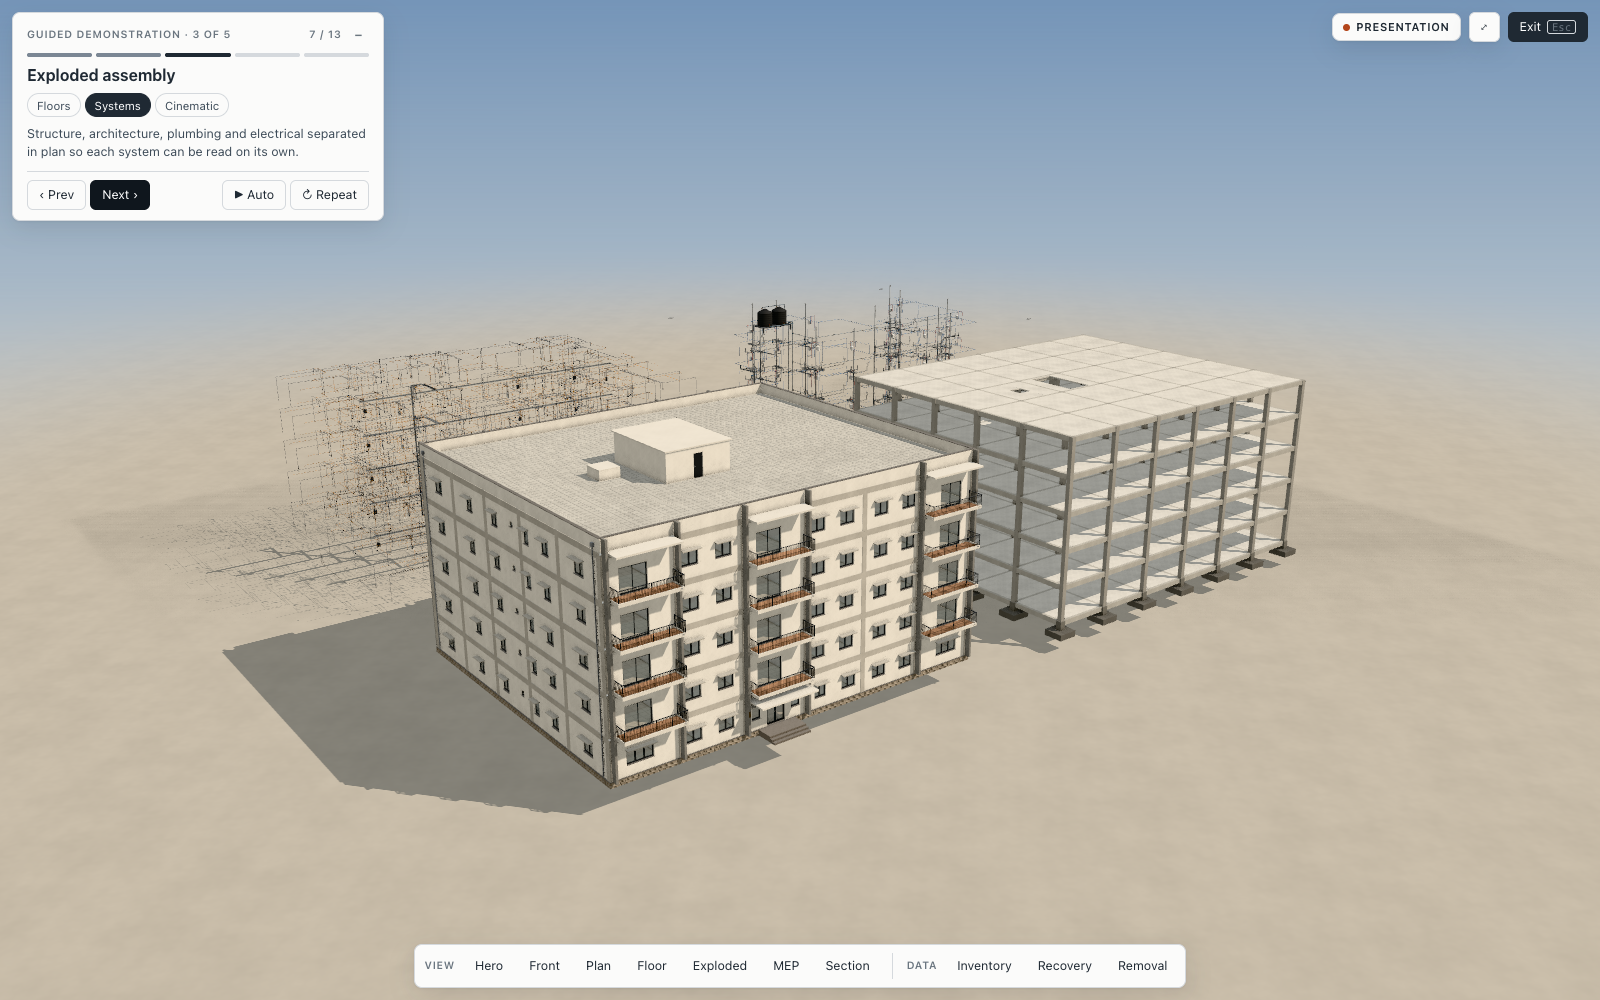 GUIDED DEMONSTRATION · 3 OF 5
7 / 13 –
Exploded assembly
Floors
Systems
Cinematic
Structure, architecture, plumbing and electrical separated
in plan so each system can be read on its own.
‹ Prev
Next ›
▶ Auto
↻ Repeat
PRESENTATION
Exit Esc
VIEW
Hero
Front
Plan
Floor
Exploded
MEP
Section
DATA
Inventory
Recovery
Removal